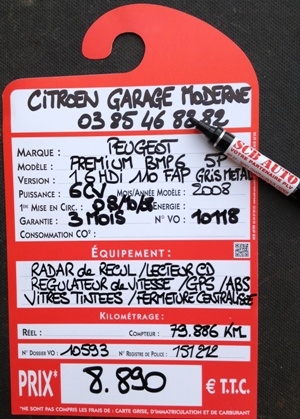 CITROEN GARAGE MODERNE
03 85 46 88 82
MARQUE : PEUGEOT
MODÈLE : PREMIUM BMP6 5P
VERSION : 1.6 HDI 110 FAP GRIS METAL
PUISSANCE : 6CV MOIS/ANNÉE MODÈLE : 2008
1ÈRE MISE EN CIRC. : 08/10/8 ENERGIE :
GARANTIE : 3 MOIS N° VO : 10118
CONSOMMATION CO² :
ÉQUIPEMENT :
RADAR de RECUL / LECTEUR CD
REGULATEUR de VITESSE / GPS / ABS
VITRES TINTEES / FERMETURE CENTRALISEE
KILOMÉTRAGE :
RÉEL : COMPTEUR : 79.886 KM
N° DOSSIER VO : 10593 N° REGISTRE DE POLICE : 151212
PRIX* 8.890 € T.T.C.
*NE SONT PAS COMPRIS LES FRAIS DE : CARTE GRISE, D'IMMATRICULATION ET DE CARBURANT
SCB AUTO